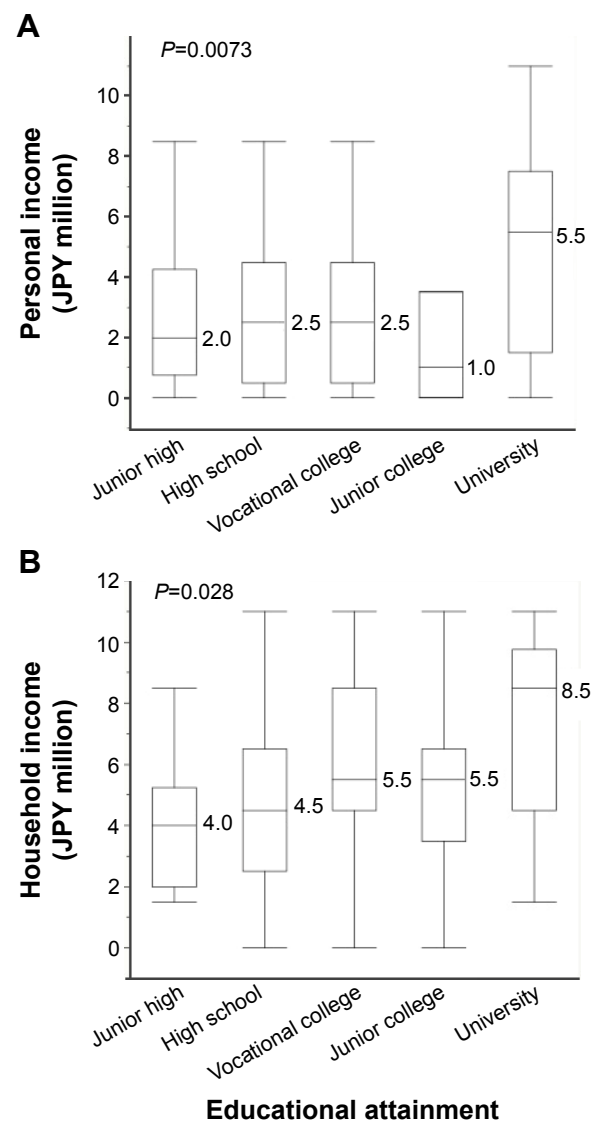 A
P=0.0073
Personal income
(JPY million)
10
8
6
4
2
0
2.0
2.5
2.5
1.0
5.5
Junior high
High school
Vocational college
Junior college
University
B
P=0.028
Household income
(JPY million)
12
10
8
6
4
2
0
4.0
4.5
5.5
5.5
8.5
Junior high
High school
Vocational college
Junior college
University
Educational attainment